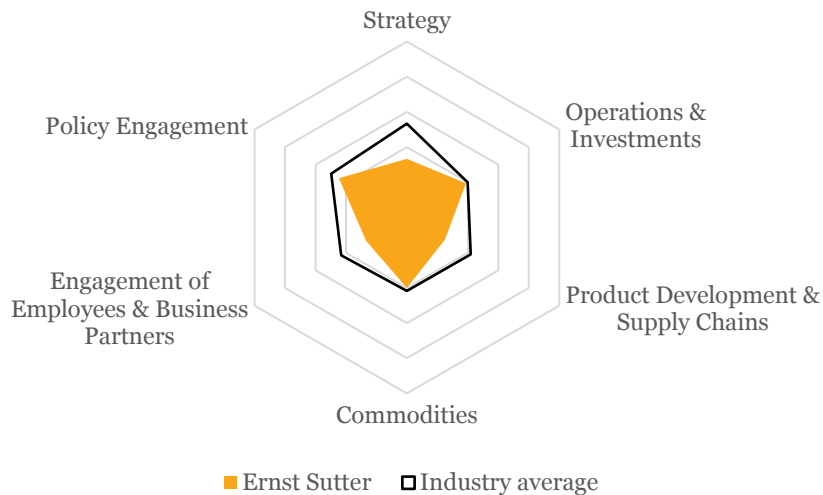 Strategy
Operations &
Investments
Product Development &
Supply Chains
Commodities
Engagement of
Employees & Business
Partners
Policy Engagement
Ernst Sutter
Industry average